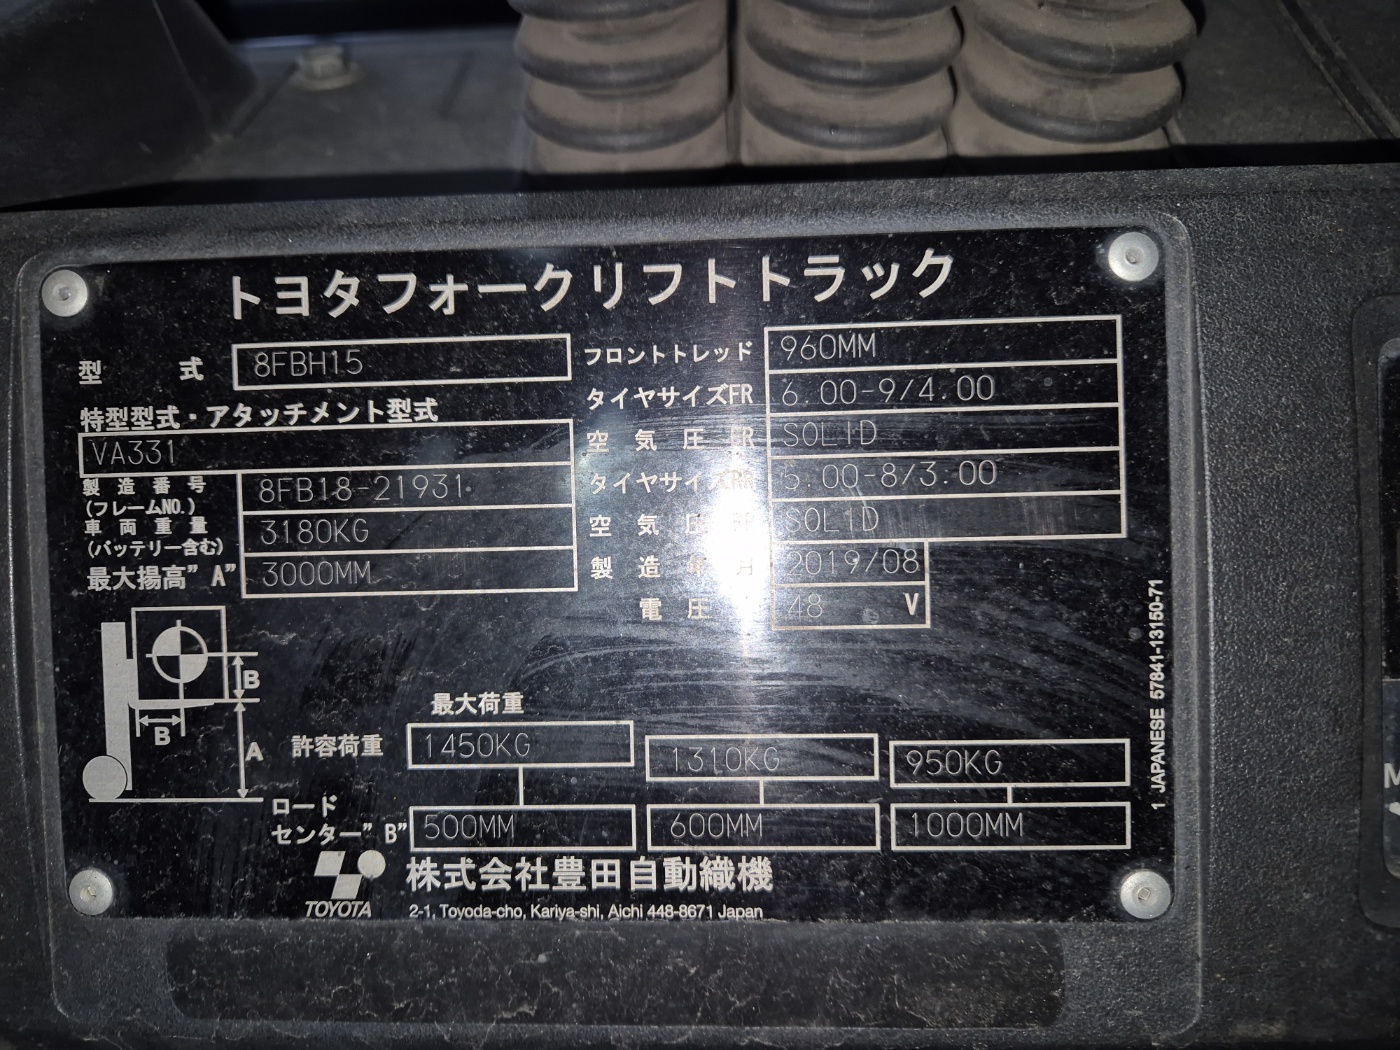 トヨタフォークリフトトラック
型式 8FBH15
特型型式・アタッチメント型式
VA331
製造番号 8FB18-21931
(フレームNO.)
車両重量 3180KG
(バッテリー含む)
最大揚高"A" 3000MM
フロントトレッド 960MM
タイヤサイズFR 6.00-9/4.00
空気圧 FR SOLID
タイヤサイズRR 5.00-8/3.00
空気圧 RR SOLID
製造年月 2019/08
電圧 48 V
B
B
A
最大荷重
許容荷重 1450KG 1310KG 950KG
ロード
センター"B" 500MM 600MM 1000MM
TOYOTA
株式会社豊田自動織機
2-1, Toyoda-cho, Kariya-shi, Aichi 448-8671 Japan
1 JAPANESE 57841-13150-71
M